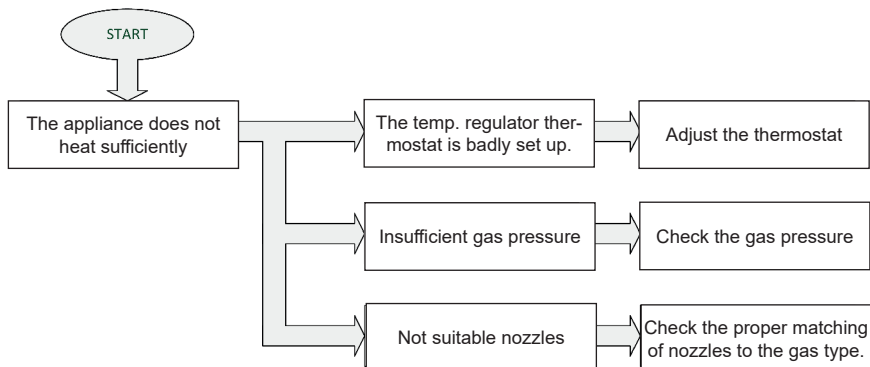 START
The appliance does not
heat sufficiently
The temp. regulator ther-
mostat is badly set up.
Adjust the thermostat
Insufficient gas pressure
Check the gas pressure
Not suitable nozzles
Check the proper matching
of nozzles to the gas type.